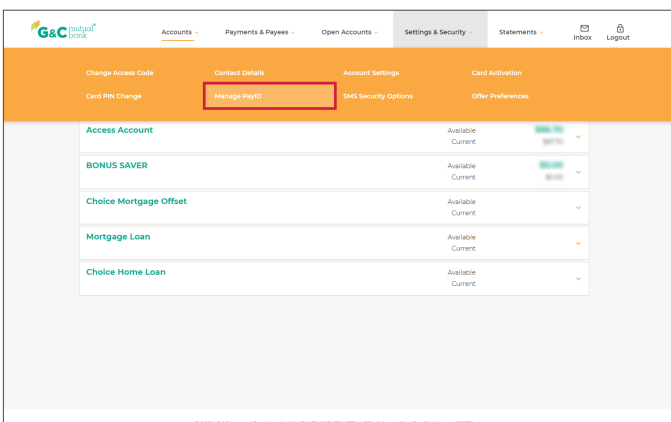 G&C mutual bank
Accounts Payments & Payees Open Accounts Settings & Security Statements Inbox Logout
Change Access Code Contact Details Account Settings Card Activation
Card PIN Change Manage PayID SMS Security Options Offer Preferences
Access Account Available
Current
BONUS SAVER Available
Current
Choice Mortgage Offset Available
Current
Mortgage Loan Available
Current
Choice Home Loan Available
Current